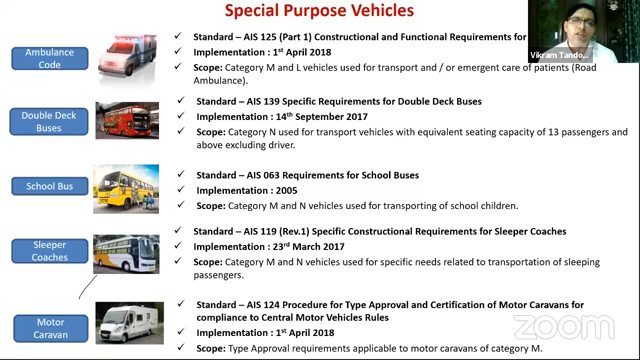 Special Purpose Vehicles
Ambulance
Code
Standard – AIS 125 (Part 1) Constructional and Functional Requirements for
Implementation : 1st April 2018
Scope: Category M and L vehicles used for transport and / or emergent care of patients (Road
Ambulance).
Vikram Tando...
Double Deck
Buses
Standard – AIS 139 Specific Requirements for Double Deck Buses
Implementation : 14th September 2017
Scope: Category N used for transport vehicles with equivalent seating capacity of 13 passengers and
above excluding driver.
School Bus
Standard – AIS 063 Requirements for School Buses
Implementation : 2005
Scope: Category M and N vehicles used for transporting of school children.
Sleeper
Coaches
Standard – AIS 119 (Rev.1) Specific Constructional Requirements for Sleeper Coaches
Implementation : 23rd March 2017
Scope: Category M and N vehicles used for specific needs related to transportation of sleeping
passengers.
Motor
Caravan
Standard – AIS 124 Procedure for Type Approval and Certification of Motor Caravans for
compliance to Central Motor Vehicles Rules
Implementation : 1st April 2018
Scope: Type Approval requirements applicable to motor caravans of category M.
zoom